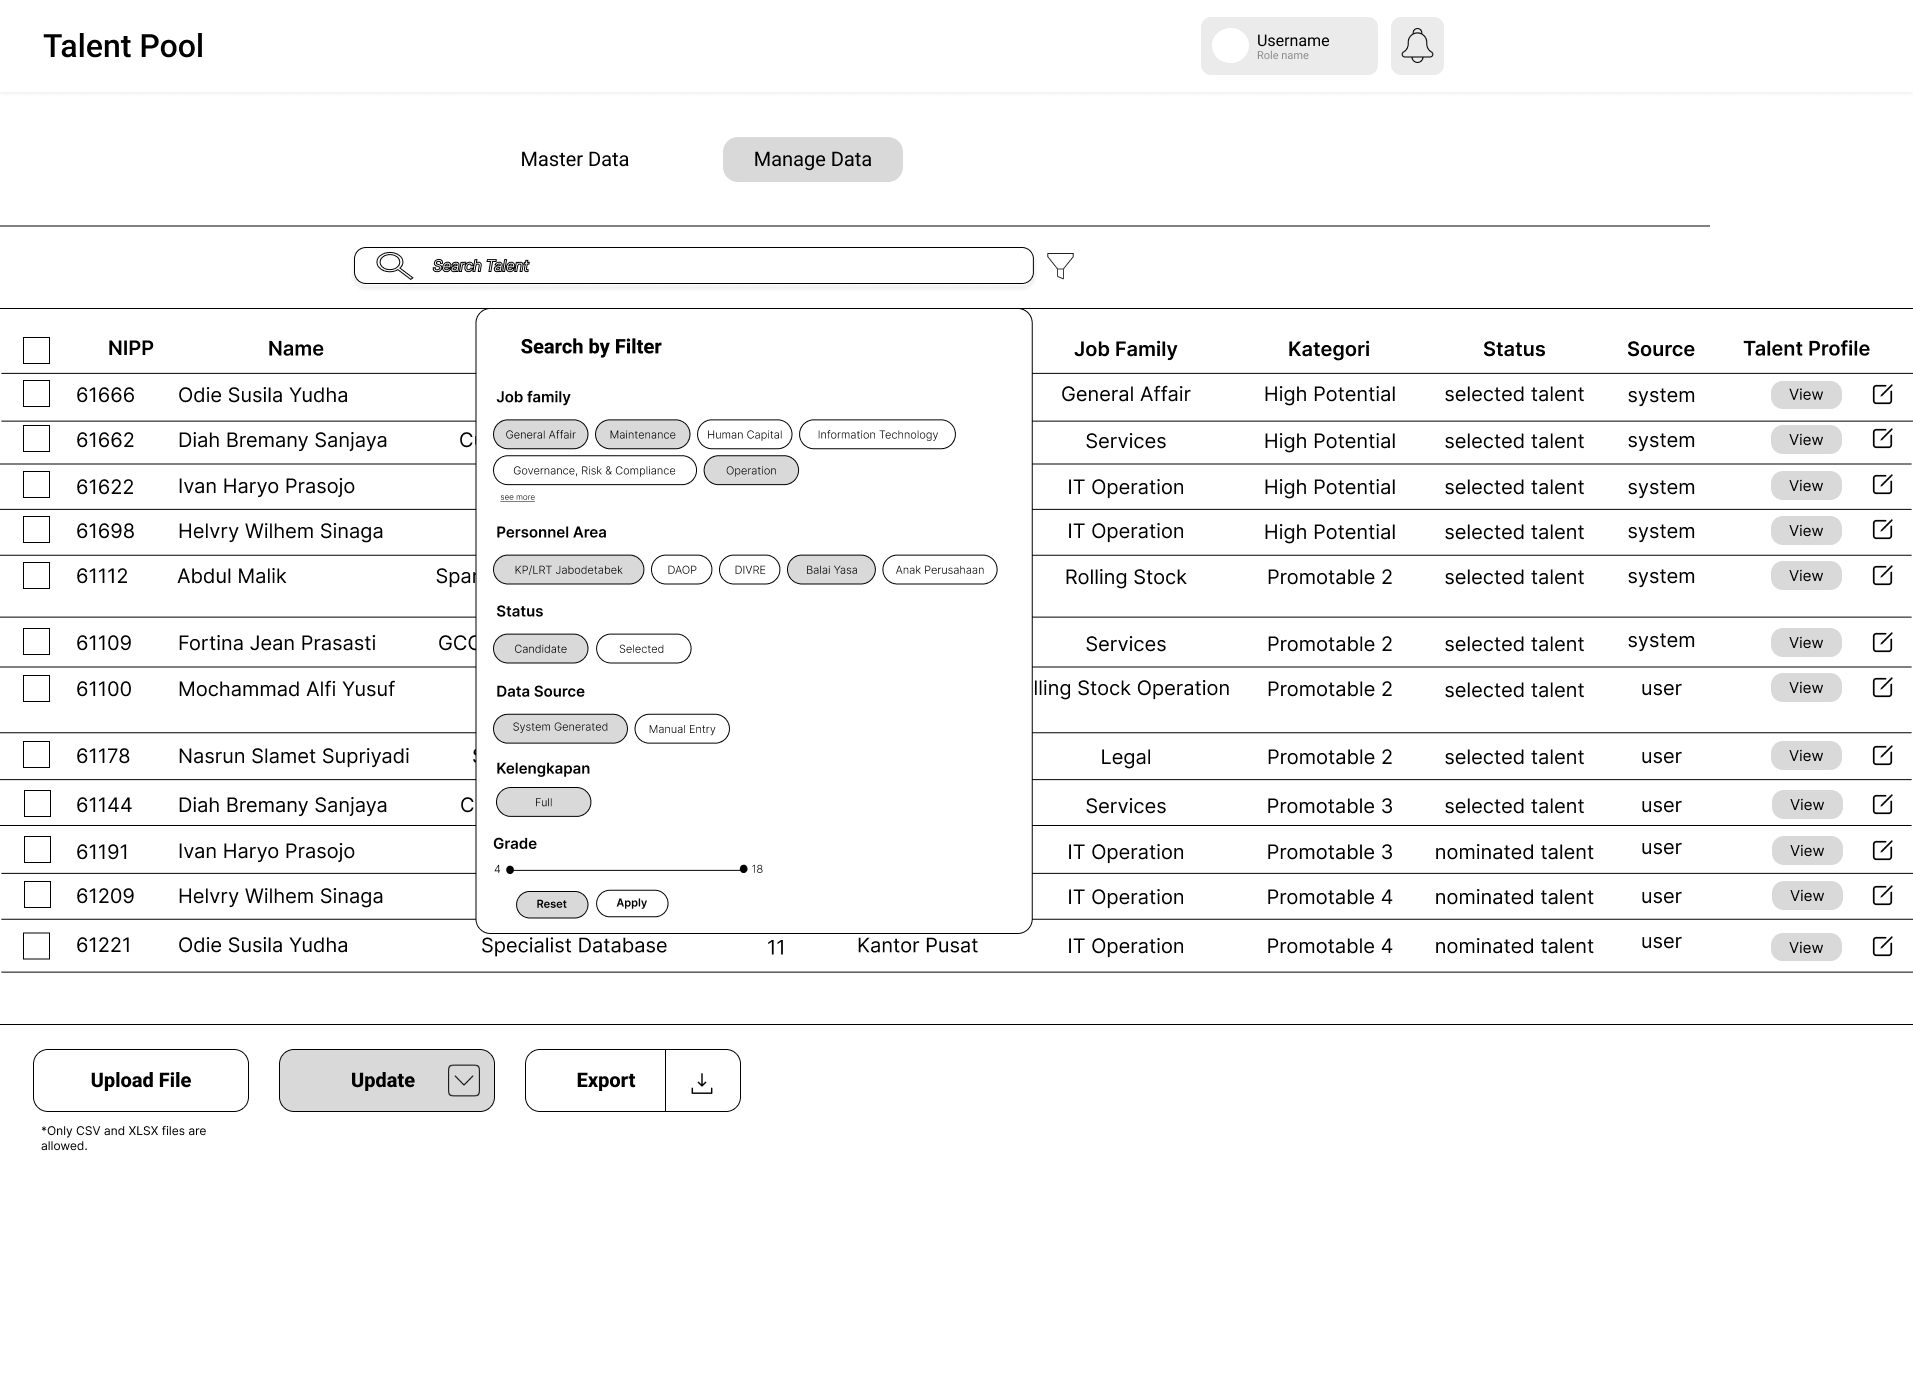 Talent Pool
Username
Role name
Master Data
Manage Data
Search Talent
NIPP Name Job Family Kategori Status Source Talent Profile
61666 Odie Susila Yudha General Affair High Potential selected talent system View
61662 Diah Bremany Sanjaya Services High Potential selected talent system View
61622 Ivan Haryo Prasojo IT Operation High Potential selected talent system View
61698 Helvry Wilhem Sinaga IT Operation High Potential selected talent system View
61112 Abdul Malik Rolling Stock Promotable 2 selected talent system View
61109 Fortina Jean Prasasti Services Promotable 2 selected talent system View
61100 Mochammad Alfi Yusuf Stock Operation Promotable 2 selected talent user View
61178 Nasrun Slamet Supriyadi Legal Promotable 2 selected talent user View
61144 Diah Bremany Sanjaya Services Promotable 3 selected talent user View
61191 Ivan Haryo Prasojo IT Operation Promotable 3 nominated talent user View
61209 Helvry Wilhem Sinaga IT Operation Promotable 4 nominated talent user View
61221 Odie Susila Yudha Specialist Database 11 Kantor Pusat IT Operation Promotable 4 nominated talent user View
Search by Filter
Job family
General Affair Maintenance Human Capital Information Technology
Governance, Risk & Compliance Operation
see more
Personnel Area
KP/LRT Jabodetabek DAOP DIVRE Balai Yasa Anak Perusahaan
Status
Candidate Selected
Data Source
System Generated Manual Entry
Kelengkapan
Full
Grade
4 18
Reset Apply
Upload File
Update
Export
*Only CSV and XLSX files are
allowed.